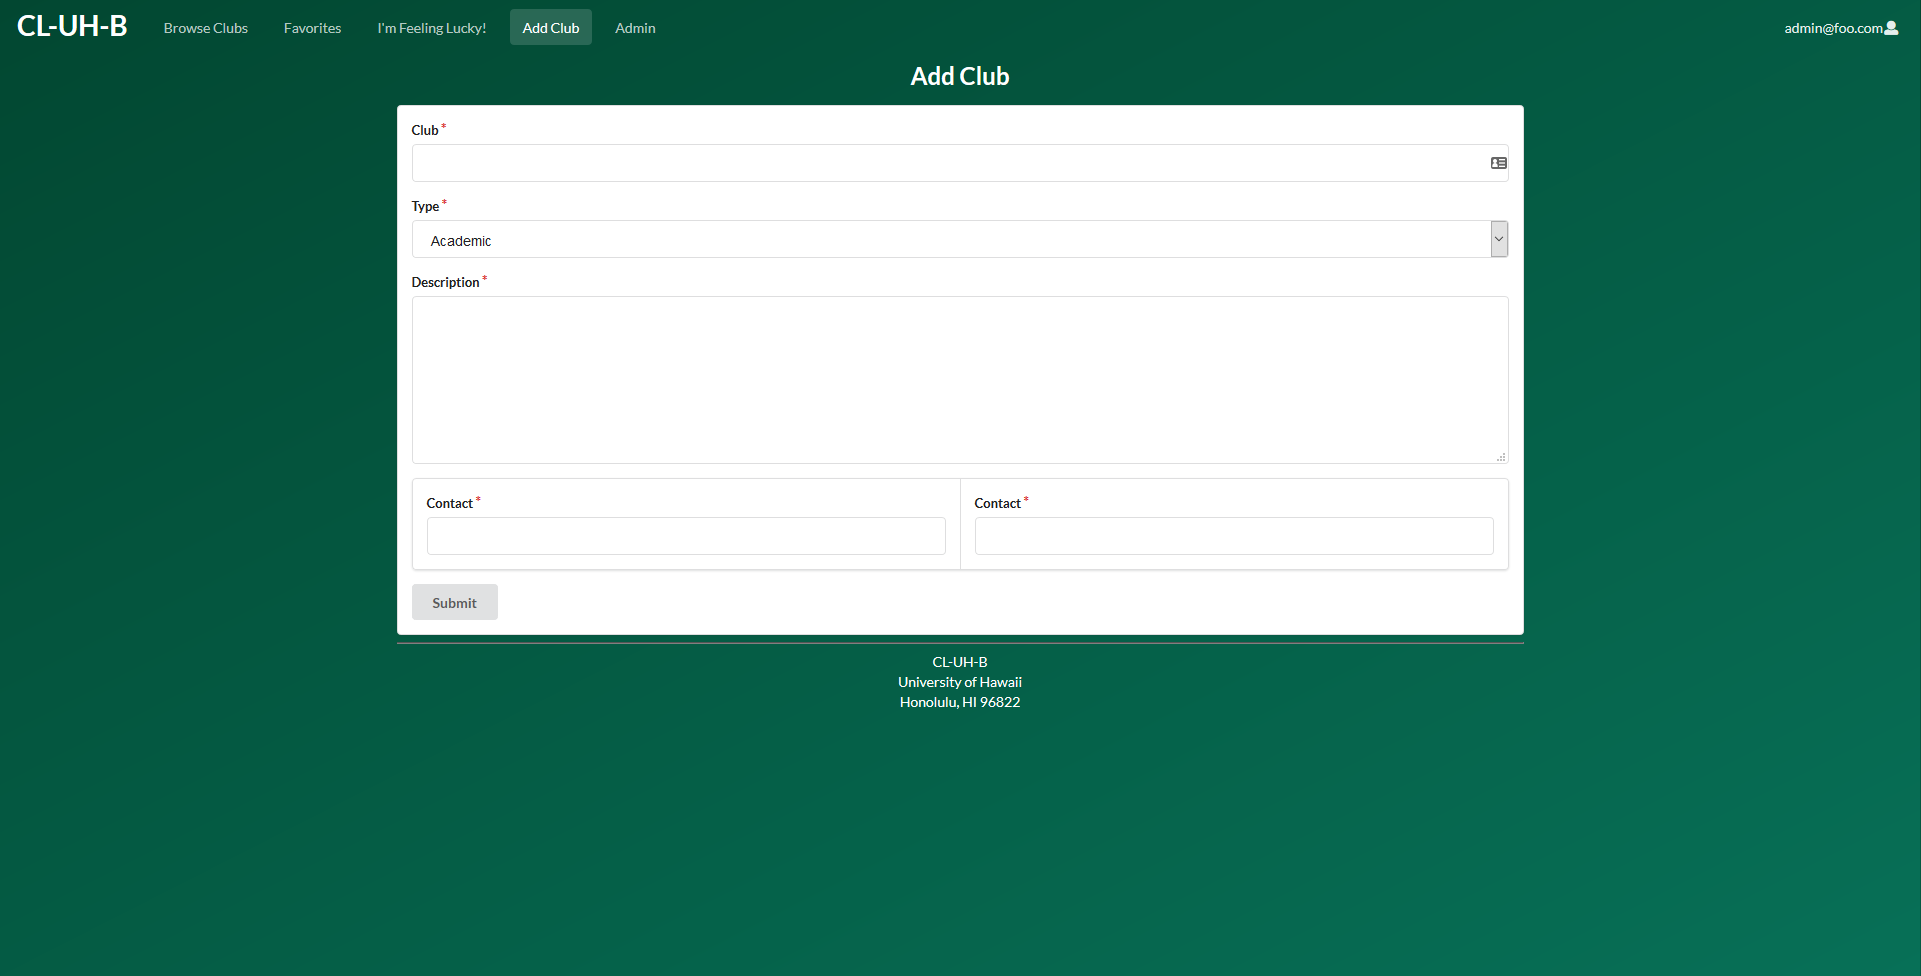 CL-UH-B Browse Clubs Favorites I'm Feeling Lucky! Add Club Admin admin@foo.com
Add Club
Club *
Type *
Academic
Description *
Contact * Contact *
Submit
CL-UH-B
University of Hawaii
Honolulu, HI 96822